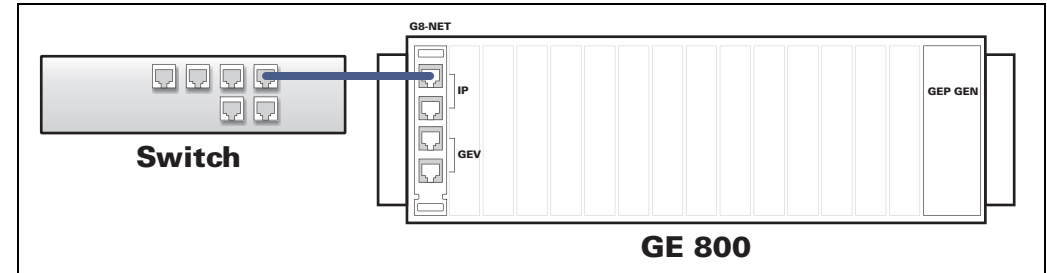 G8-NET
IP
GEP GEN
GEV
Switch
GE 800